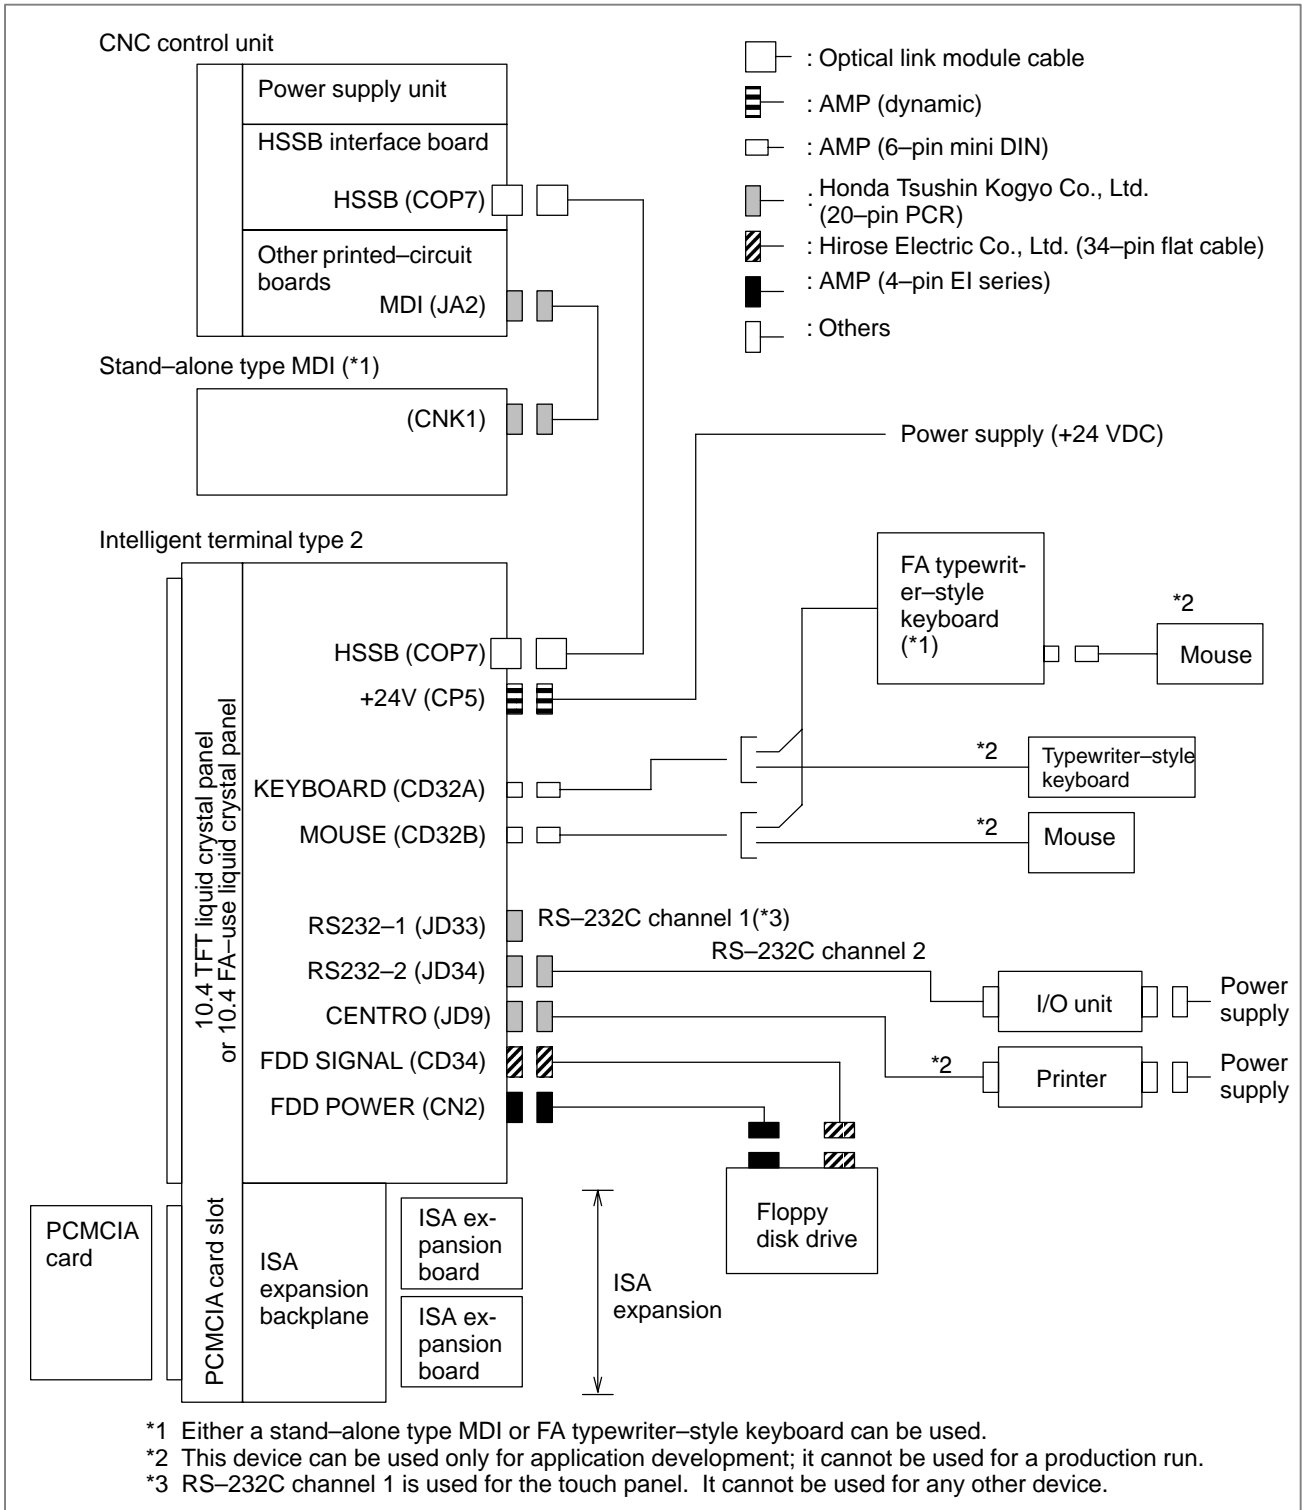 CNC control unit
Power supply unit
HSSB interface board
HSSB (COP7)
Other printed–circuit
boards
MDI (JA2)
: Optical link module cable
: AMP (dynamic)
: AMP (6–pin mini DIN)
: Honda Tsushin Kogyo Co., Ltd.
(20–pin PCR)
: Hirose Electric Co., Ltd. (34–pin flat cable)
: AMP (4–pin EI series)
: Others
Stand–alone type MDI (*1)
(CNK1)
Power supply (+24 VDC)
Intelligent terminal type 2
10.4 TFT liquid crystal panel
or 10.4 FA–use liquid crystal panel
HSSB (COP7)
+24V (CP5)
KEYBOARD (CD32A)
MOUSE (CD32B)
RS232–1 (JD33)
RS232–2 (JD34)
CENTRO (JD9)
FDD SIGNAL (CD34)
FDD POWER (CN2)
FA typewrit-
er–style
keyboard
(*1)
*2
Mouse
*2
Typewriter–style
keyboard
*2
Mouse
RS–232C channel 1(*3)
RS–232C channel 2
I/O unit
Power
supply
*2
Printer
Power
supply
Floppy
disk drive
PCMCIA
card
PCMCIA card slot
ISA
expansion
backplane
ISA ex-
pansion
board
ISA ex-
pansion
board
ISA
expansion
*1 Either a stand–alone type MDI or FA typewriter–style keyboard can be used.
*2 This device can be used only for application development; it cannot be used for a production run.
*3 RS–232C channel 1 is used for the touch panel. It cannot be used for any other device.